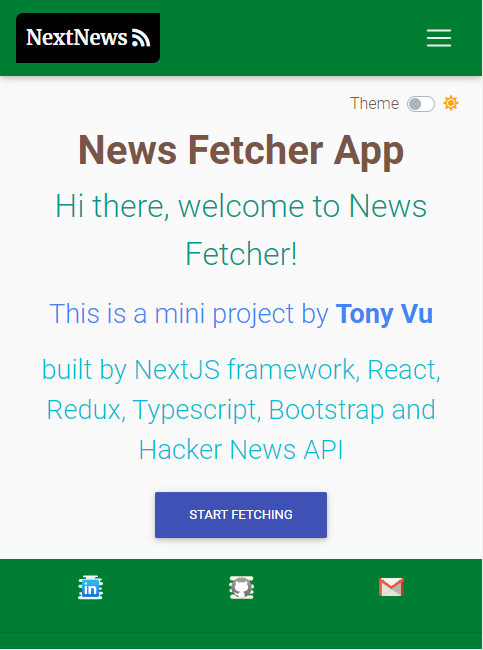 NextNews
Theme
News Fetcher App
Hi there, welcome to News
Fetcher!
This is a mini project by Tony Vu
built by NextJS framework, React,
Redux, Typescript, Bootstrap and
Hacker News API
START FETCHING
in